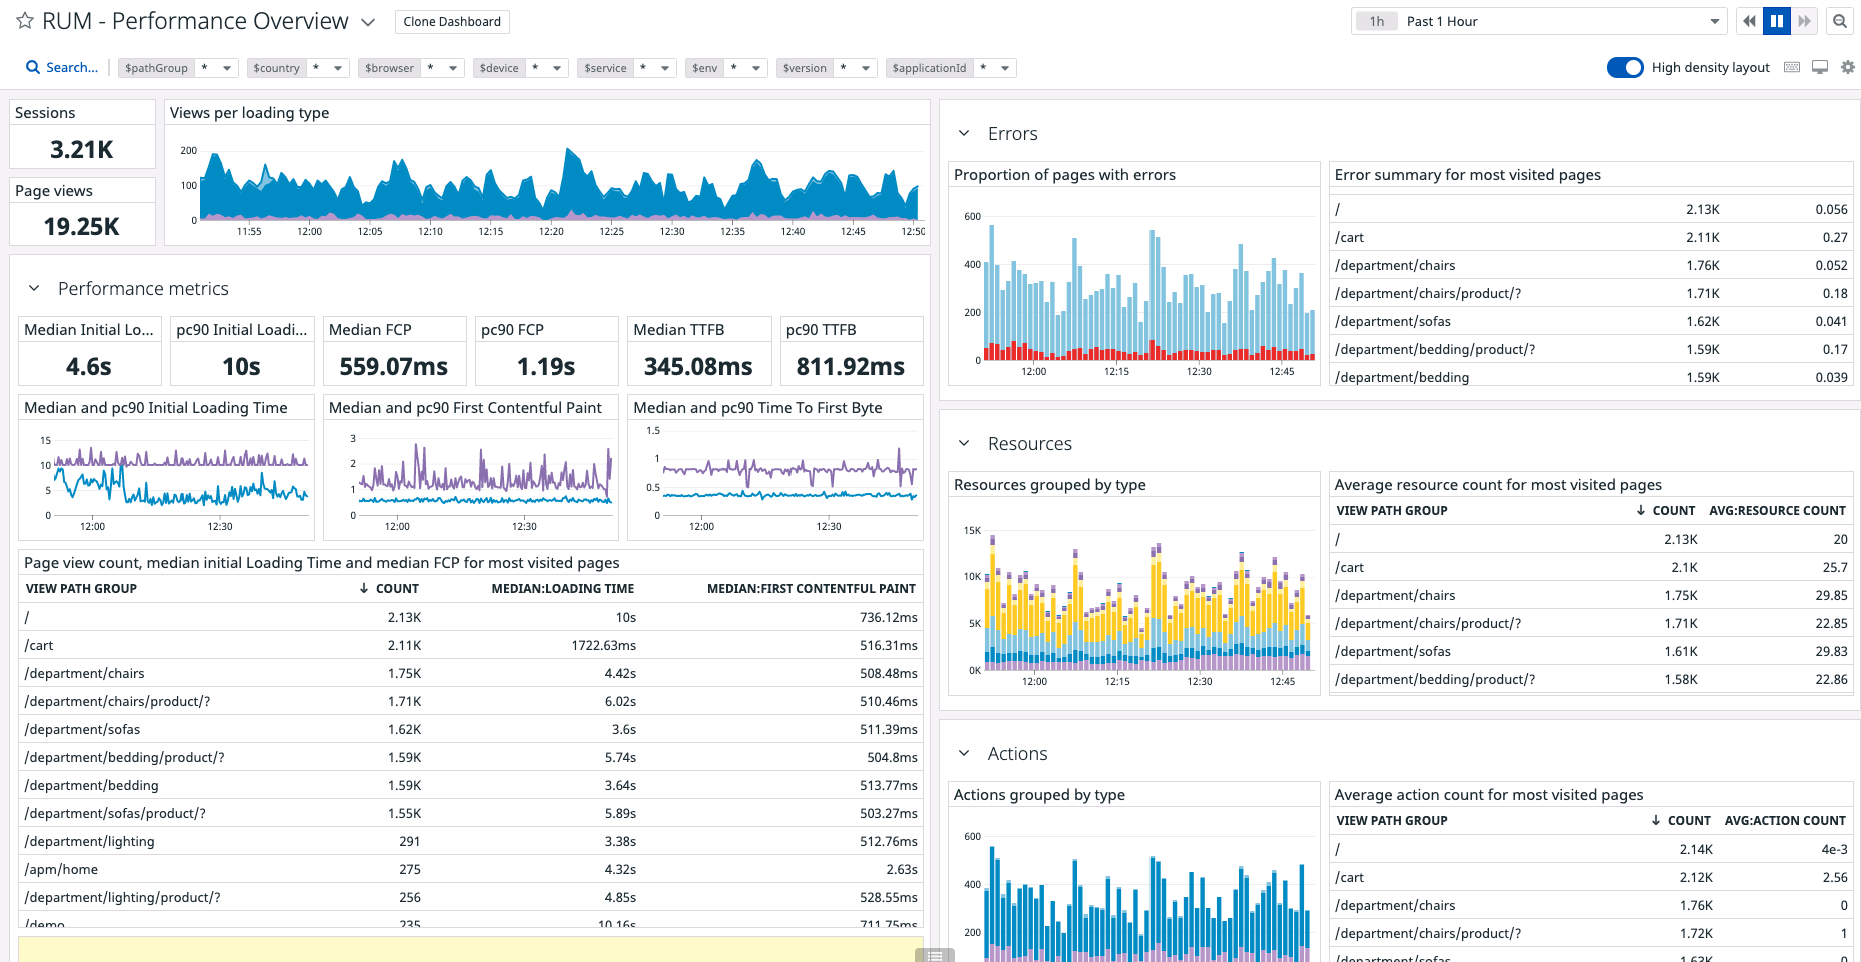 RUM - Performance Overview
Clone Dashboard
1h Past 1 Hour
Search...
$pathGroup *
$country *
$browser *
$device *
$service *
$env *
$version *
$applicationId *
High density layout
Sessions
3.21K
Page views
19.25K
Views per loading type
200
100
0
11:55 12:00 12:05 12:10 12:15 12:20 12:25 12:30 12:35 12:40 12:45 12:50
Performance metrics
Median Initial Lo...
4.6s
pc90 Initial Loadi...
10s
Median FCP
559.07ms
pc90 FCP
1.19s
Median TTFB
345.08ms
pc90 TTFB
811.92ms
Median and pc90 Initial Loading Time
15
10
5
0
12:00 12:30
Median and pc90 First Contentful Paint
3
2
1
0
12:00 12:30
Median and pc90 Time To First Byte
1.5
1
0.5
0
12:00 12:30
Page view count, median initial Loading Time and median FCP for most visited pages
VIEW PATH GROUP COUNT MEDIAN:LOADING TIME MEDIAN:FIRST CONTENTFUL PAINT
/ 2.13K 10s 736.12ms
/cart 2.11K 1722.63ms 516.31ms
/department/chairs 1.75K 4.42s 508.48ms
/department/chairs/product/? 1.71K 6.02s 510.46ms
/department/sofas 1.62K 3.6s 511.39ms
/department/bedding/product/? 1.59K 5.74s 504.8ms
/department/bedding 1.59K 3.64s 513.77ms
/department/sofas/product/? 1.55K 5.89s 503.27ms
/department/lighting 291 3.38s 512.76ms
/apm/home 275 4.32s 2.63s
/department/lighting/product/? 256 4.85s 528.55ms
/demo 235 10.16s 711.75ms
Errors
Proportion of pages with errors
600
400
200
0
12:00 12:15 12:30 12:45
Error summary for most visited pages
/ 2.13K 0.056
/cart 2.11K 0.27
/department/chairs 1.76K 0.052
/department/chairs/product/? 1.71K 0.18
/department/sofas 1.62K 0.041
/department/bedding/product/? 1.59K 0.17
/department/bedding 1.59K 0.039
Resources
Resources grouped by type
15K
10K
5K
0K
12:00 12:15 12:30 12:45
Average resource count for most visited pages
VIEW PATH GROUP COUNT AVG:RESOURCE COUNT
/ 2.13K 20
/cart 2.1K 25.7
/department/chairs 1.75K 29.85
/department/chairs/product/? 1.71K 22.85
/department/sofas 1.61K 29.83
/department/bedding/product/? 1.58K 22.86
Actions
Actions grouped by type
600
400
200
Average action count for most visited pages
VIEW PATH GROUP COUNT AVG:ACTION COUNT
/ 2.14K 4e-3
/cart 2.12K 2.56
/department/chairs 1.76K 0
/department/chairs/product/? 1.72K 1
/department/sofas 1.63K 0